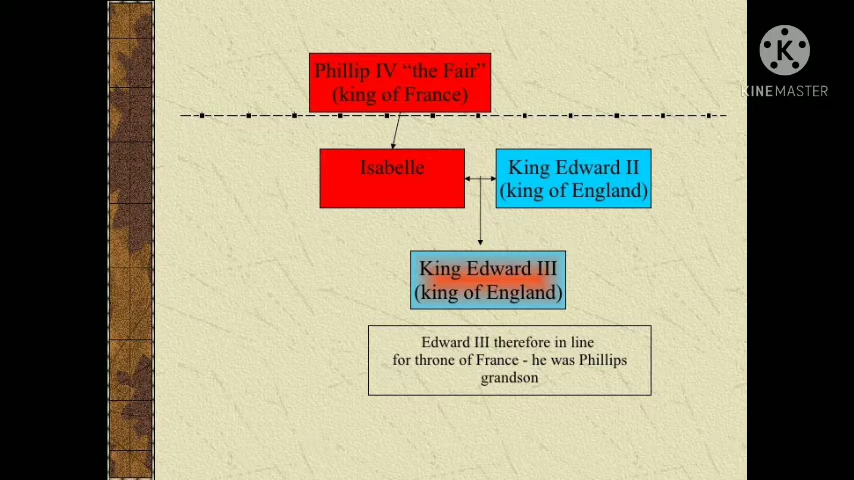 Phillip IV “the Fair”
(king of France)
K
KINEMASTER
Isabelle
King Edward II
(king of England)
King Edward III
(king of England)
Edward III therefore in line
for throne of France - he was Phillips
grandson